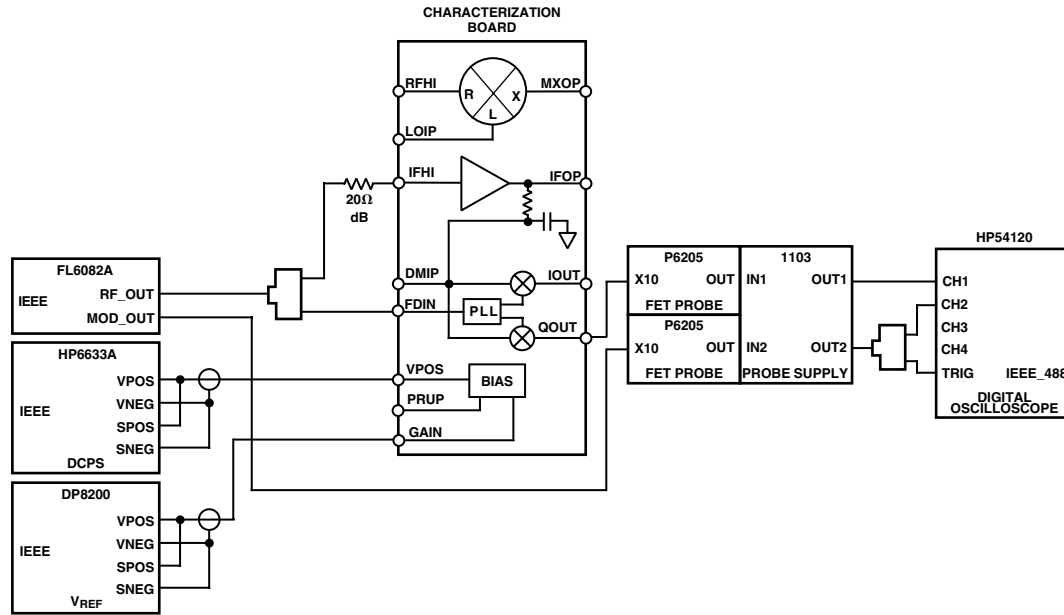 CHARACTERIZATION
BOARD
RFHI
R
X
L
MXOP
LOIP
IFHI
IFOP
20Ω
dB
DMIP
IOUT
FDIN
PLL
QOUT
VPOS
BIAS
PRUP
GAIN
FL6082A
IEEE
RF_OUT
MOD_OUT
HP6633A
VPOS
VNEG
IEEE
SPOS
SNEG
DCPS
DP8200
VPOS
VNEG
IEEE
SPOS
SNEG
VREF
P6205
X10
OUT
FET PROBE
P6205
X10
OUT
FET PROBE
1103
IN1
OUT1
IN2
OUT2
PROBE SUPPLY
HP54120
CH1
CH2
CH3
CH4
TRIG
IEEE_488
DIGITAL
OSCILLOSCOPE